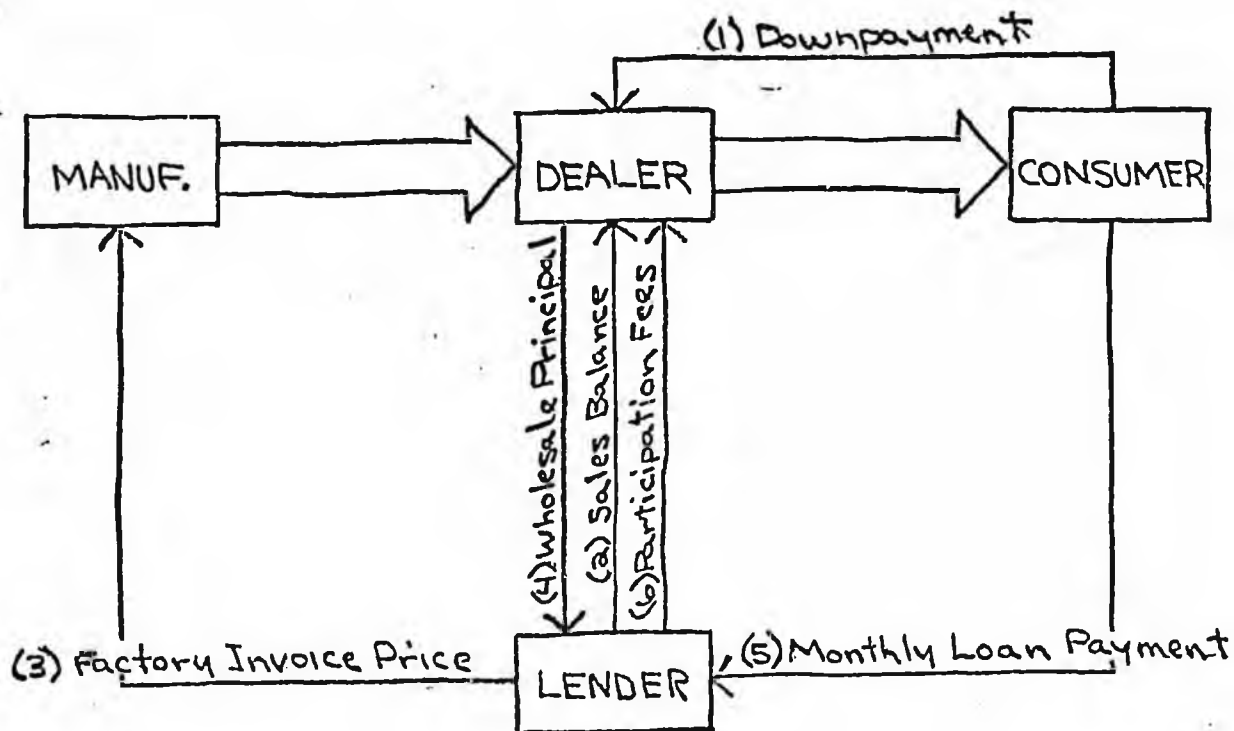 (1) Downpayment
MANUF.
DEALER
CONSUMER
(4) Wholesale Principal
(2) Sales Balance
(6) Participation Fees
(3) Factory Invoice Price
LENDER
(5) Monthly Loan Payment